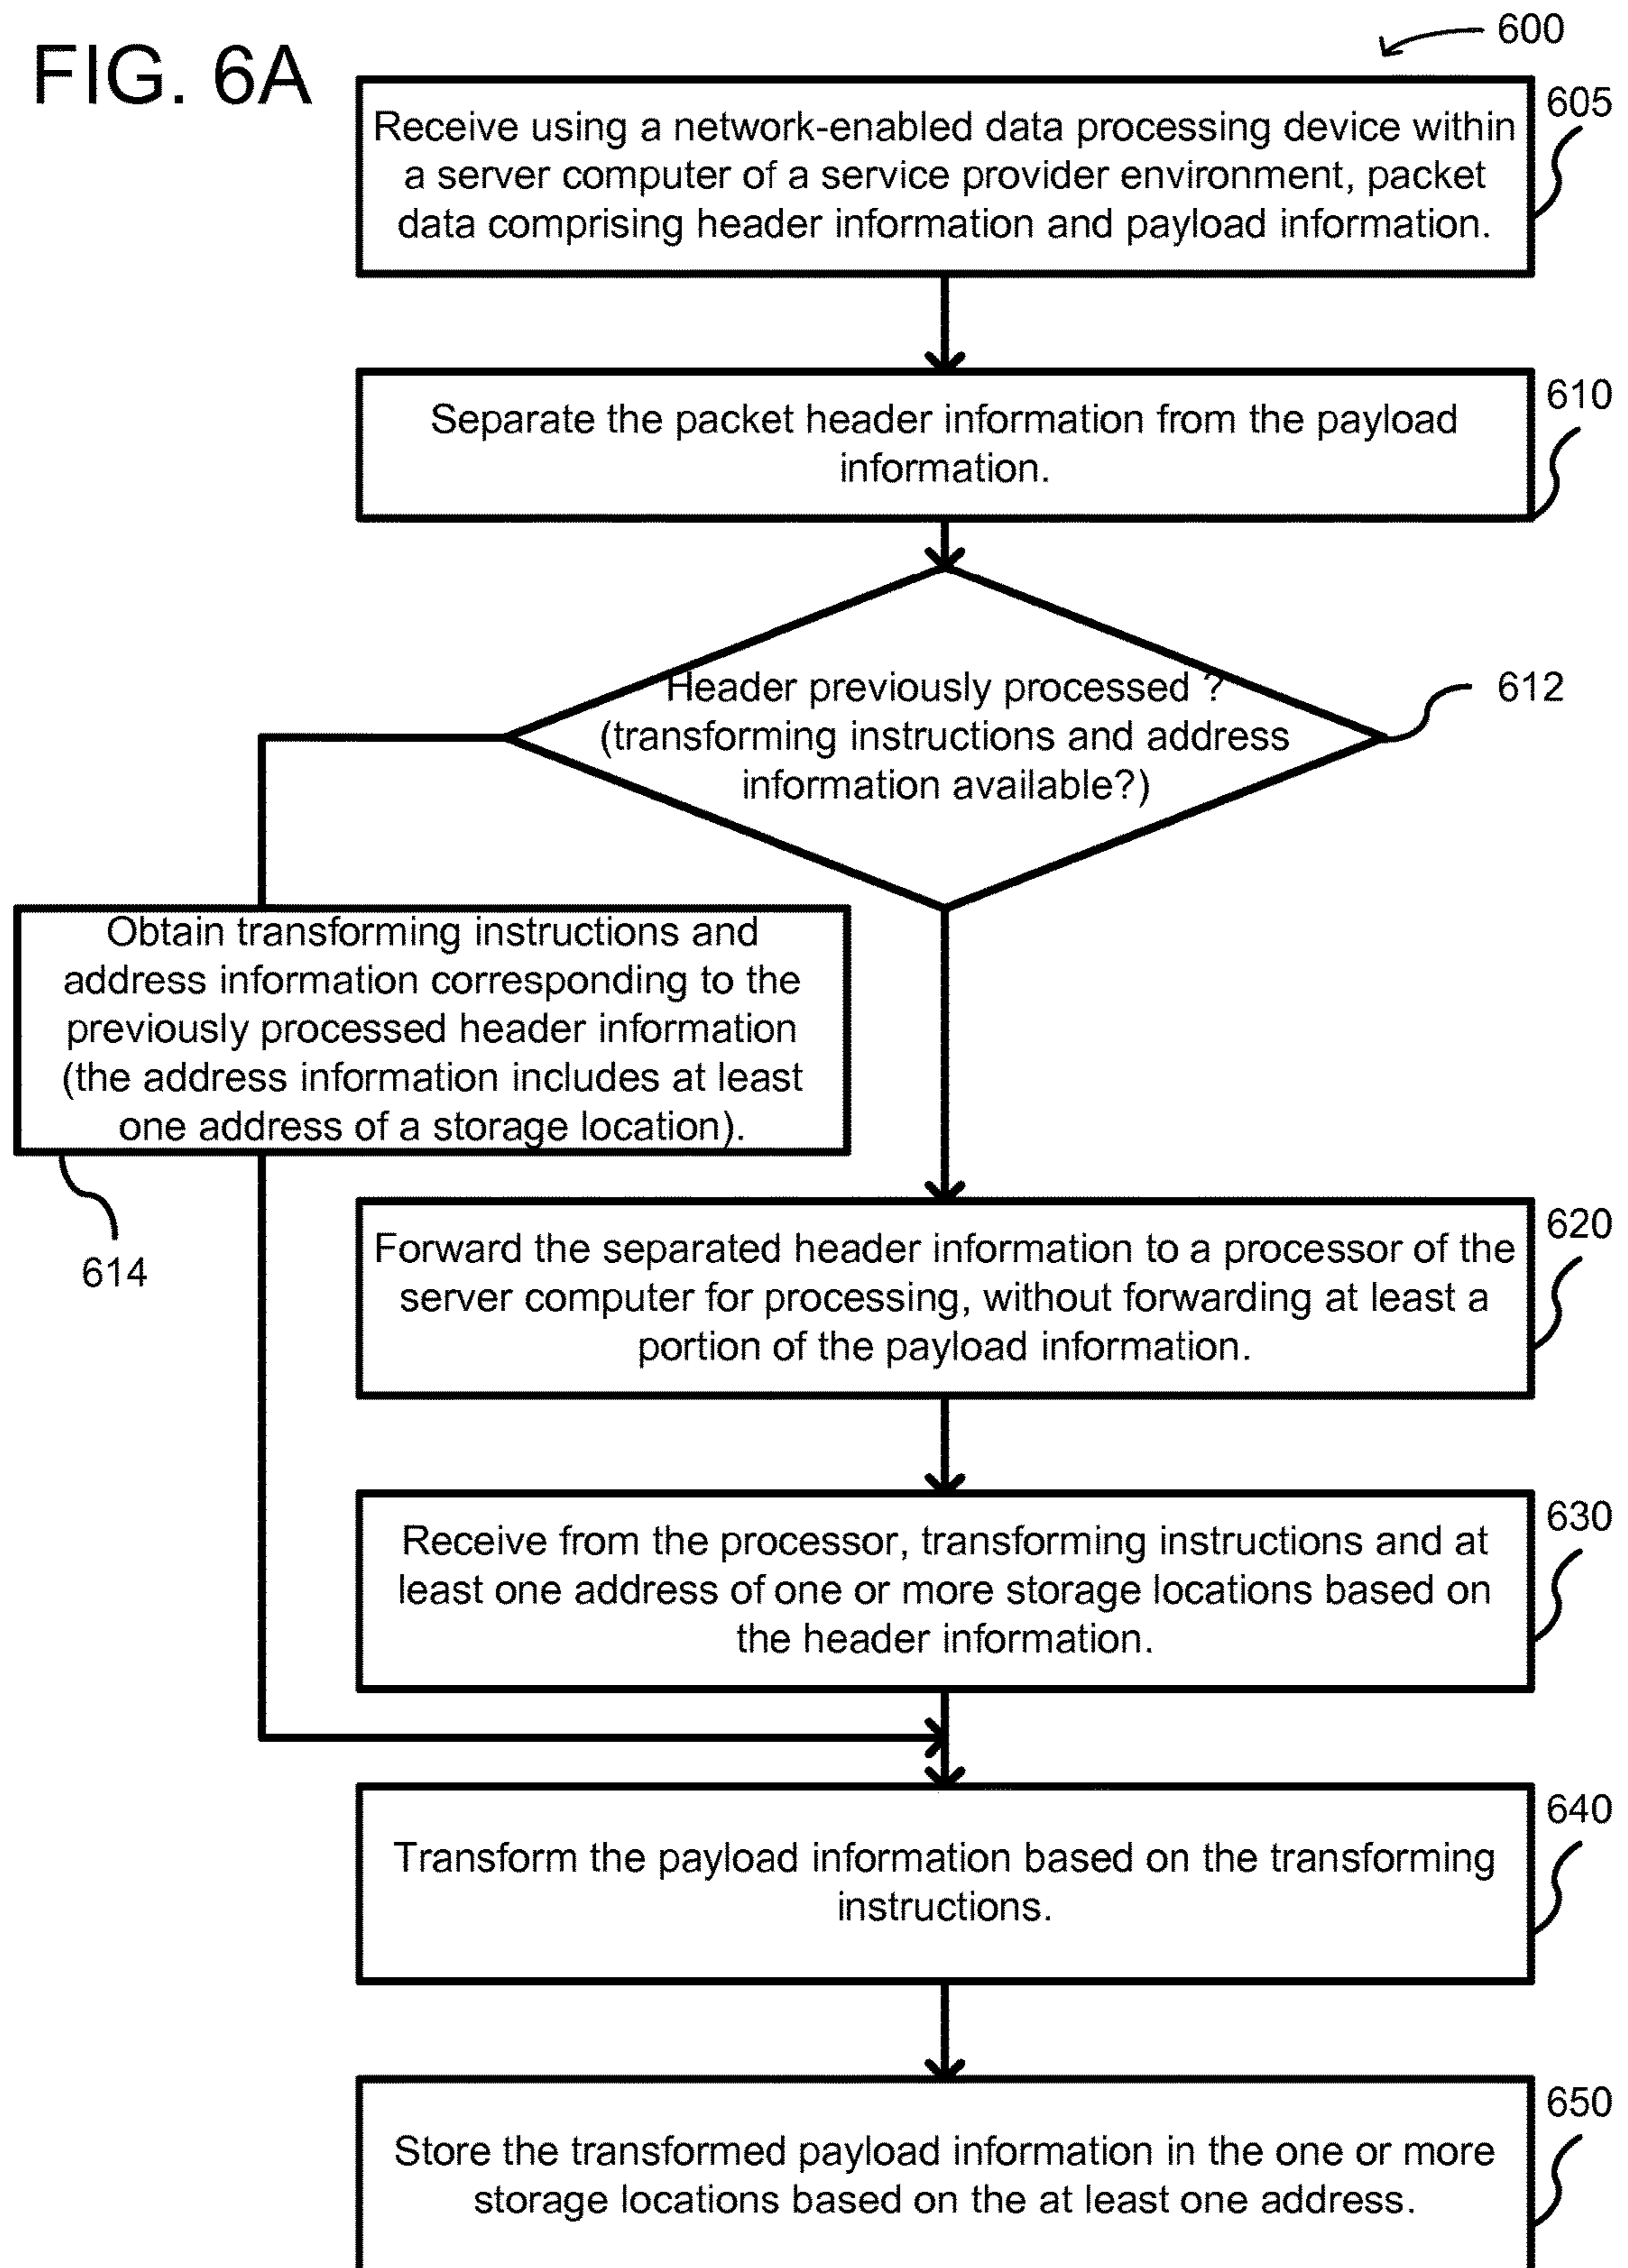 FIG. 6A
600
605
Receive using a network-enabled data processing device within
a server computer of a service provider environment, packet
data comprising header information and payload information.
610
Separate the packet header information from the payload
information.
Header previously processed ?
(transforming instructions and address
information available?)
612
Obtain transforming instructions and
address information corresponding to the
previously processed header information
(the address information includes at least
one address of a storage location).
614
620
Forward the separated header information to a processor of the
server computer for processing, without forwarding at least a
portion of the payload information.
630
Receive from the processor, transforming instructions and at
least one address of one or more storage locations based on
the header information.
640
Transform the payload information based on the transforming
instructions.
650
Store the transformed payload information in the one or more
storage locations based on the at least one address.